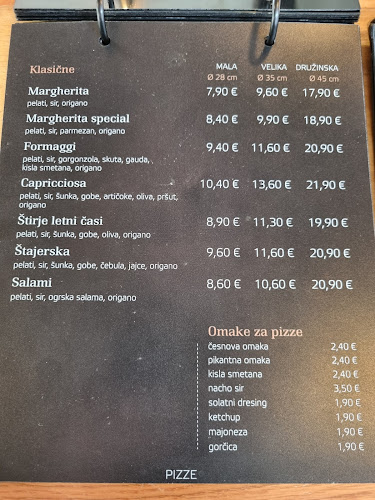 Klasične MALA VELIKA DRUŽINSKA
Ø 28 cm Ø 35 cm Ø 45 cm
Margherita 7,90 € 9,60 € 17,90 €
pelati, sir, origano
Margherita special 8,40 € 9,90 € 18,90 €
pelati, sir, parmezan, origano
Formaggi 9,40 € 11,60 € 20,90 €
pelati, sir, gorgonzola, skuta, gauda,
kisla smetana, origano
Capricciosa 10,40 € 13,60 € 21,90 €
pelati, sir, šunka, gobe, artičoke, oliva, pršut,
origano
Štirje letni časi 8,90 € 11,30 € 19,90 €
pelati, sir, šunka, gobe, oliva, origano
Štajerska 9,60 € 11,60 € 20,90 €
pelati, sir, šunka, gobe, čebula, jajce, origano
Salami 8,60 € 10,60 € 20,90 €
pelati, sir, ogrska salama, origano
Omake za pizze
česnova omaka 2,40 €
pikantna omaka 2,40 €
kisla smetana 2,40 €
nacho sir 3,50 €
solatni dresing 1,90 €
ketchup 1,90 €
majoneza 1,90 €
gorčica 1,90 €
PIZZE